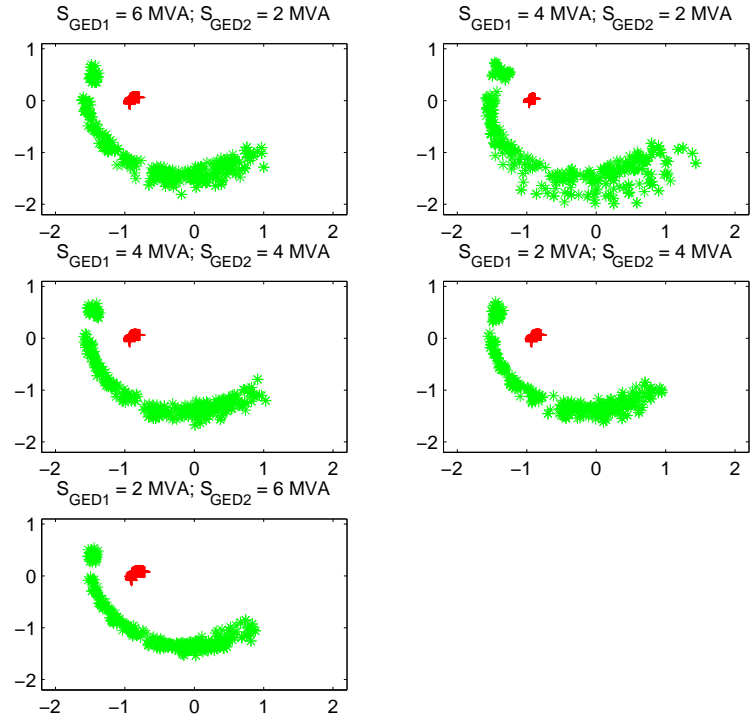 S_GED1 = 6 MVA; S_GED2 = 2 MVA
1
0
−1
−2
−2 −1 0 1 2
S_GED1 = 4 MVA; S_GED2 = 2 MVA
1
0
−1
−2
−2 −1 0 1 2
S_GED1 = 4 MVA; S_GED2 = 4 MVA
1
0
−1
−2
−2 −1 0 1 2
S_GED1 = 2 MVA; S_GED2 = 4 MVA
1
0
−1
−2
−2 −1 0 1 2
S_GED1 = 2 MVA; S_GED2 = 6 MVA
1
0
−1
−2
−2 −1 0 1 2